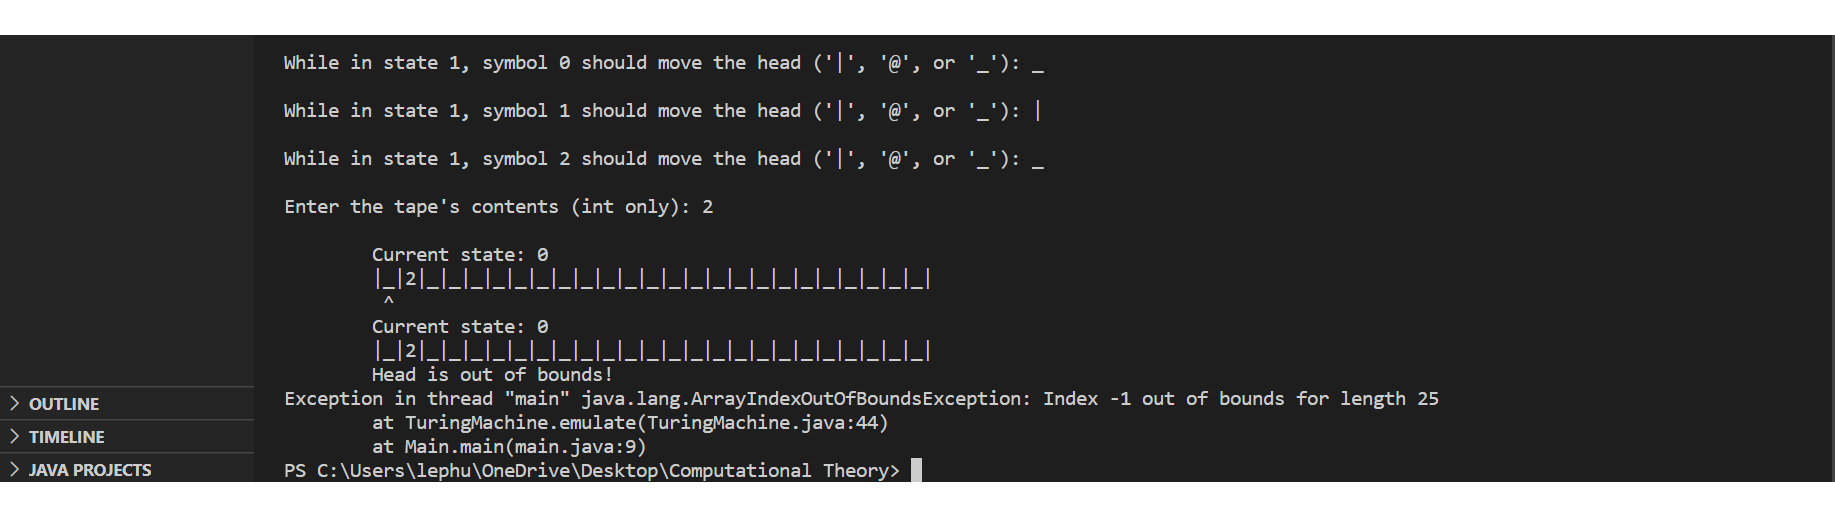 While in state 1, symbol 0 should move the head ('|', '@', or '_'): _
While in state 1, symbol 1 should move the head ('|', '@', or '_'): |
While in state 1, symbol 2 should move the head ('|', '@', or '_'): _
Enter the tape's contents (int only): 2
Current state: 0
|_|2|_|_|_|_|_|_|_|_|_|_|_|_|_|_|_|_|_|_|_|_|_|_|_|
^
Current state: 0
|_|2|_|_|_|_|_|_|_|_|_|_|_|_|_|_|_|_|_|_|_|_|_|_|_|
Head is out of bounds!
Exception in thread "main" java.lang.ArrayIndexOutOfBoundsException: Index -1 out of bounds for length 25
at TuringMachine.emulate(TuringMachine.java:44)
at Main.main(main.java:9)
PS C:\Users\lephu\OneDrive\Desktop\Computational Theory>
> OUTLINE
> TIMELINE
> JAVA PROJECTS